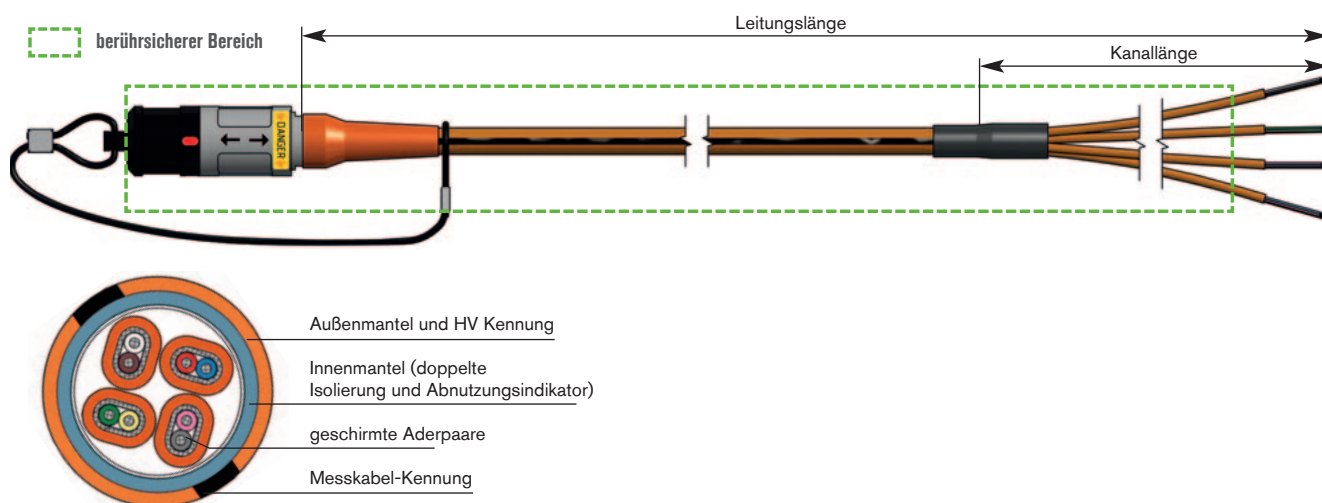 Leitungslänge
berührsicherer Bereich
Kanallänge
DANGER
Außenmantel und HV Kennung
Innenmantel (doppelte
Isolierung und Abnutzungsindikator)
geschirmte Aderpaare
Messkabel-Kennung